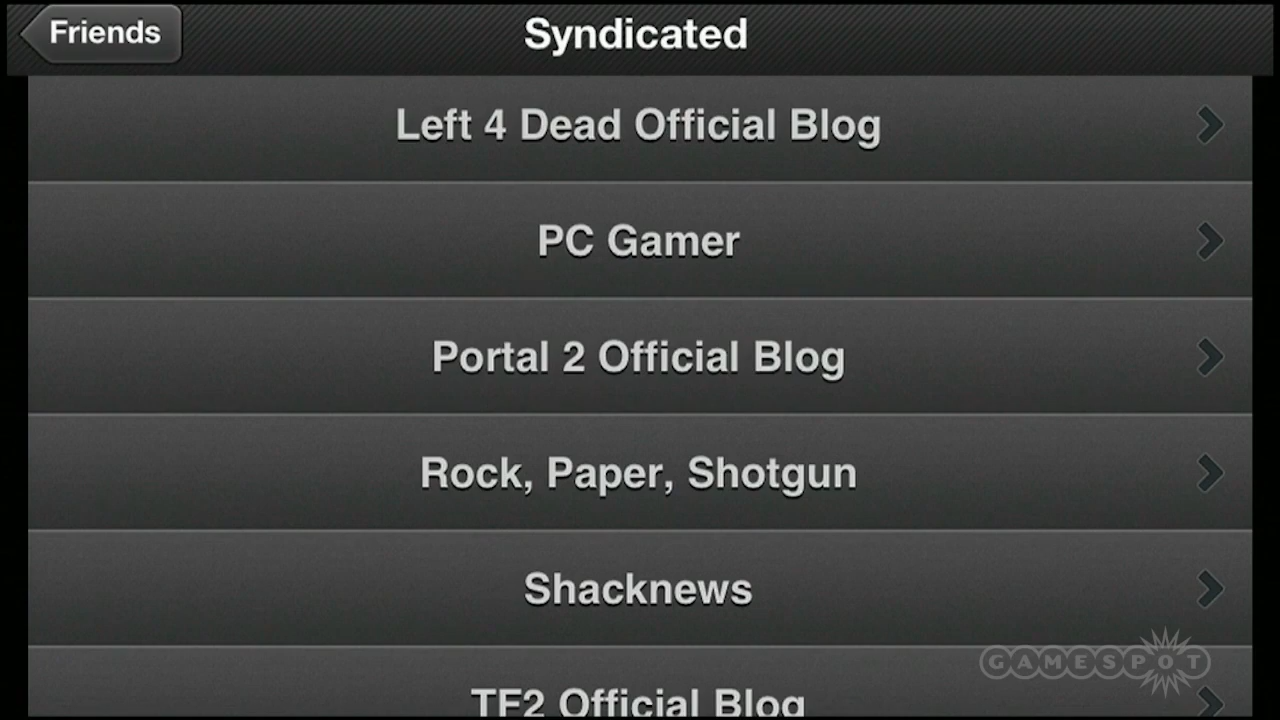 Friends
Syndicated
Left 4 Dead Official Blog
PC Gamer
Portal 2 Official Blog
Rock, Paper, Shotgun
Shacknews
GAMESPOT
TF2 Official Blog